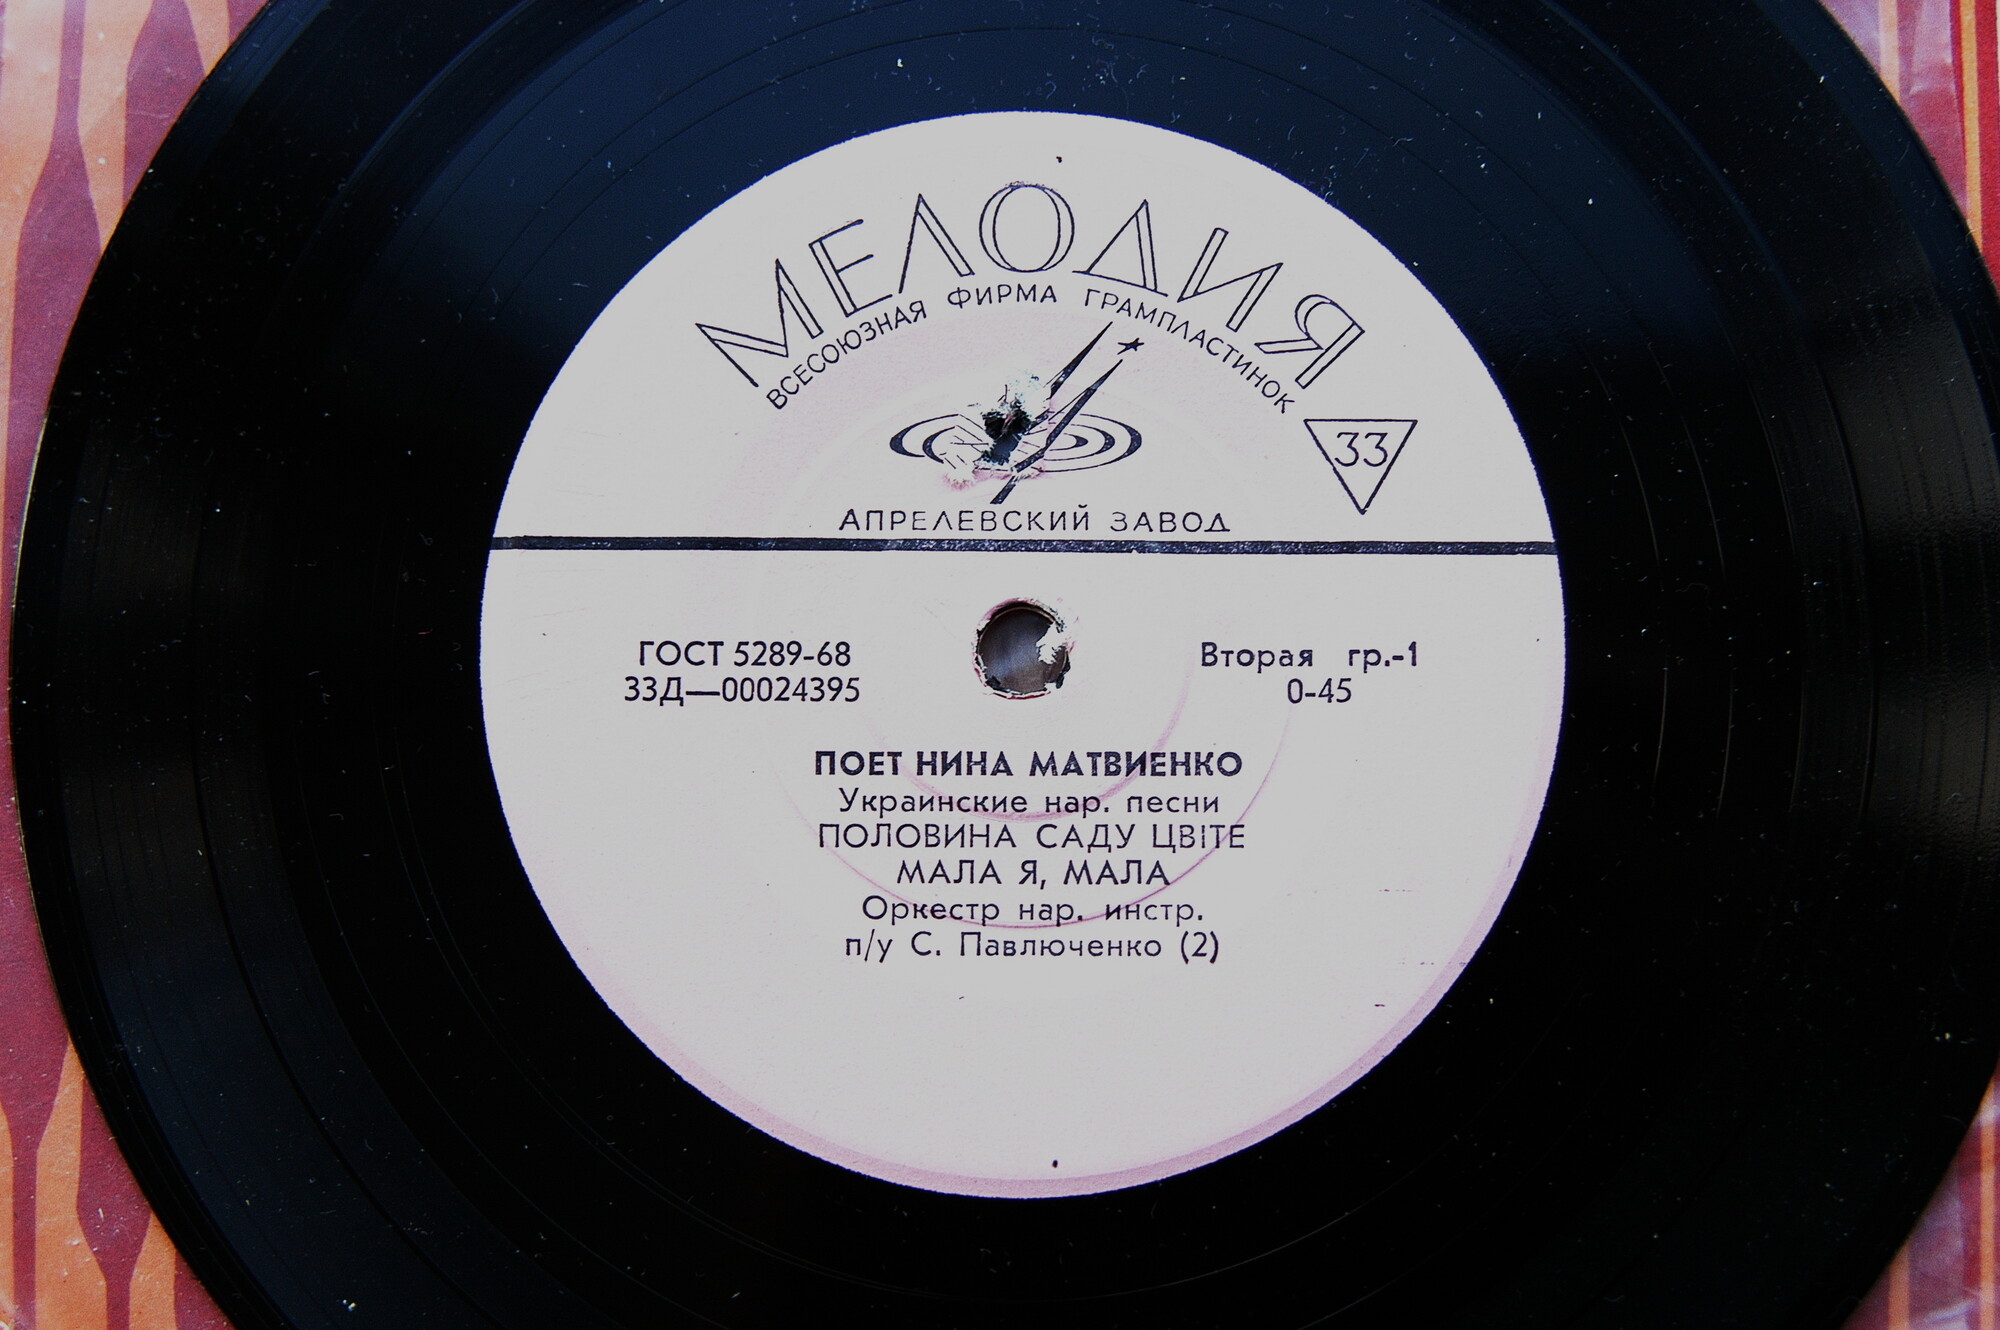 МЕЛОДИЯ
ВСЕСОЮЗНАЯ ФИРМА ГРАМПЛАСТИНОК
33
АПРЕЛЕВСКИЙ ЗАВОД
ГОСТ 5289-68
33Д—00024395
Вторая гр.-1
0-45
ПОЕТ НИНА МАТВИЕНКО
Украинские нар. песни
ПОЛОВИНА САДУ ЦВІТЕ
МАЛА Я, МАЛА
Оркестр нар. инстр.
п/у С. Павлюченко (2)